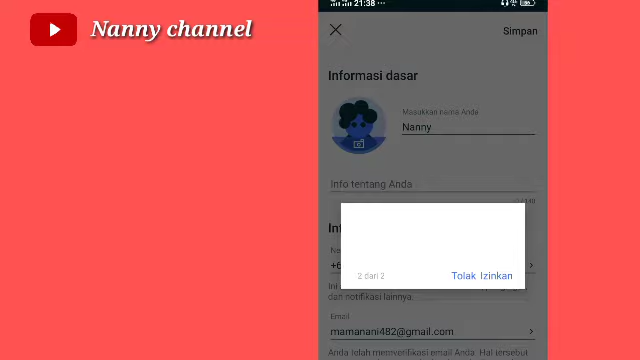 Nanny channel
21:38
Simpan
Informasi dasar
Masukkan nama Anda
Nanny
Info tentang Anda
2 dari 2
Tolak Izinkan
dan notifikasi lainnya.
Email
mamanani482@gmail.com
Anda telah memverifikasi email Anda. Hal tersebut